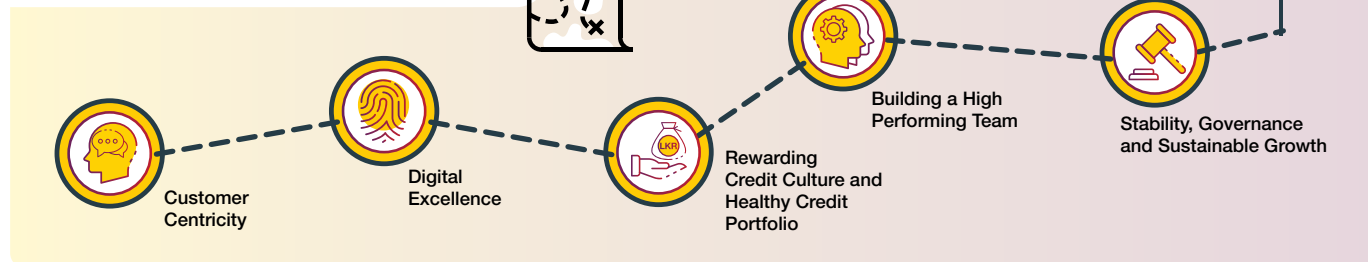 Customer
Centricity
Digital
Excellence
LKR
Rewarding
Credit Culture and
Healthy Credit
Portfolio
Building a High
Performing Team
Stability, Governance
and Sustainable Growth